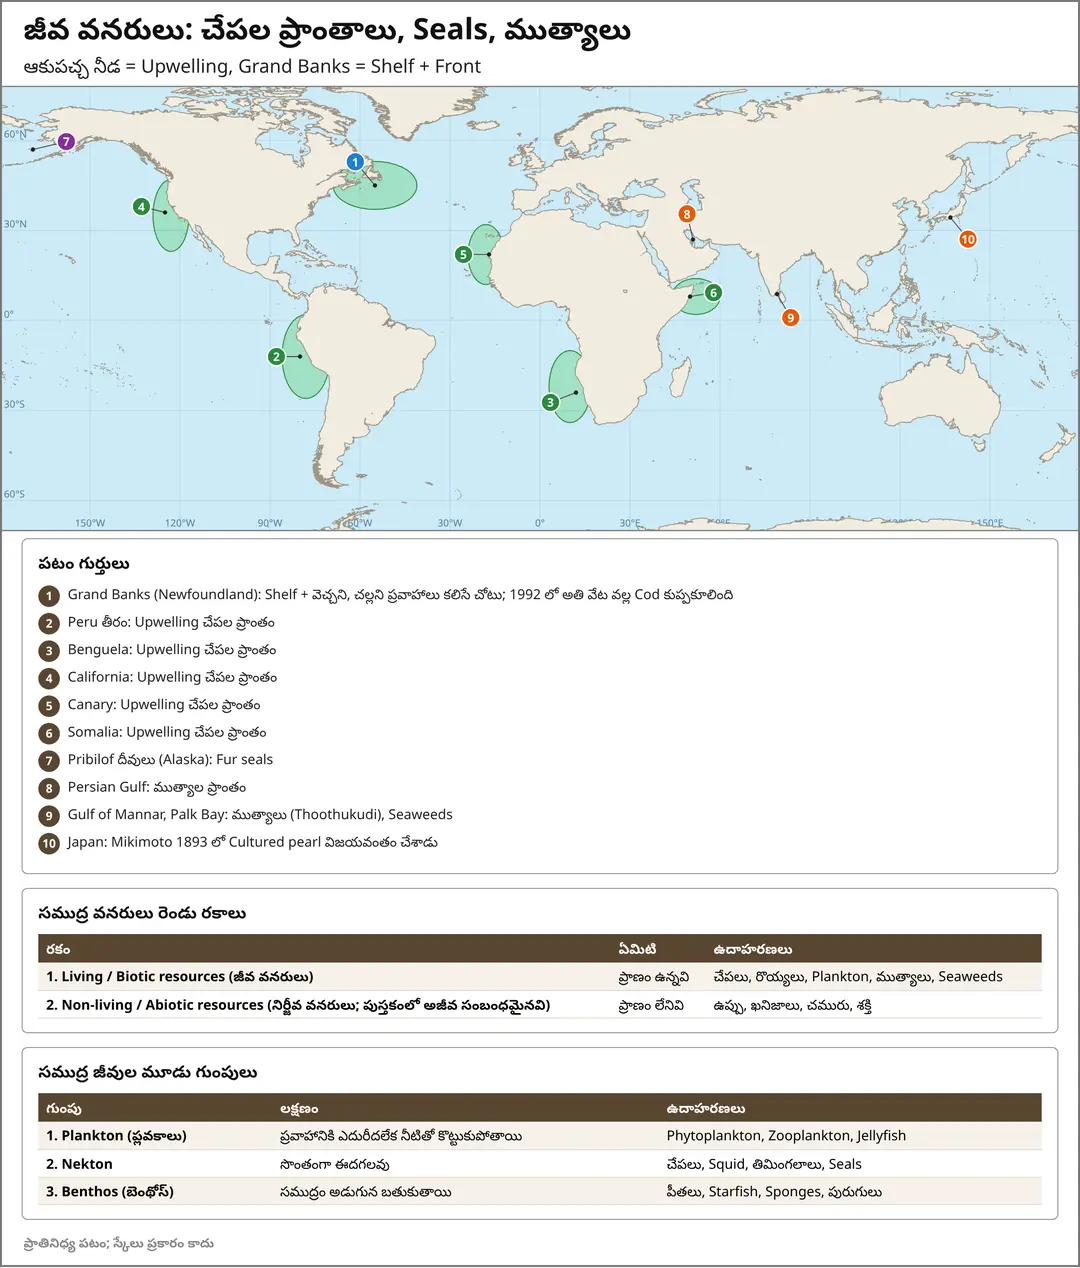 జీవ వనరులు: చేపల ప్రాంతాలు, Seals, ముత్యాలు
ఆకుపచ్చ నీడ = Upwelling, Grand Banks = Shelf + Front
60°N
7
1
4
30°N
8
10
5
6
0°
9
2
30°S
3
60°S
150°W
120°W
90°W
60°W
30°W
0°
30°E
60°E
150°E
పటం గుర్తులు
1 Grand Banks (Newfoundland): Shelf + వెచ్చని, చల్లని ప్రవాహాలు కలిసే చోటు; 1992 లో అతి వేట వల్ల Cod కుప్పకూలింది
2 Peru తీరం: Upwelling చేపల ప్రాంతం
3 Benguela: Upwelling చేపల ప్రాంతం
4 California: Upwelling చేపల ప్రాంతం
5 Canary: Upwelling చేపల ప్రాంతం
6 Somalia: Upwelling చేపల ప్రాంతం
7 Pribilof దీవులు (Alaska): Fur seals
8 Persian Gulf: ముత్యాల ప్రాంతం
9 Gulf of Mannar, Palk Bay: ముత్యాలు (Thoothukudi), Seaweeds
10 Japan: Mikimoto 1893 లో Cultured pearl విజయవంతం చేశాడు
సముద్ర వనరులు రెండు రకాలు
రకం ఏమిటి ఉదాహరణలు
1. Living / Biotic resources (జీవ వనరులు) ప్రాణం ఉన్నవి చేపలు, రొయ్యలు, Plankton, ముత్యాలు, Seaweeds
2. Non-living / Abiotic resources (నిర్జీవ వనరులు; పుస్తకంలో అజీవ సంబంధమైనవి) ప్రాణం లేనివి ఉప్పు, ఖనిజాలు, చమురు, శక్తి
సముద్ర జీవుల మూడు గుంపులు
గుంపు లక్షణం ఉదాహరణలు
1. Plankton (ప్లవకాలు) ప్రవాహానికి ఎదురీదలేక నీటితో కొట్టుకుపోతాయి Phytoplankton, Zooplankton, Jellyfish
2. Nekton సొంతంగా ఈదగలవు చేపలు, Squid, తిమింగలాలు, Seals
3. Benthos (బెంథోస్) సముద్రం అడుగున బతుకుతాయి పీతలు, Starfish, Sponges, పురుగులు
ప్రాతినిధ్య పటం; స్కేలు ప్రకారం కాదు